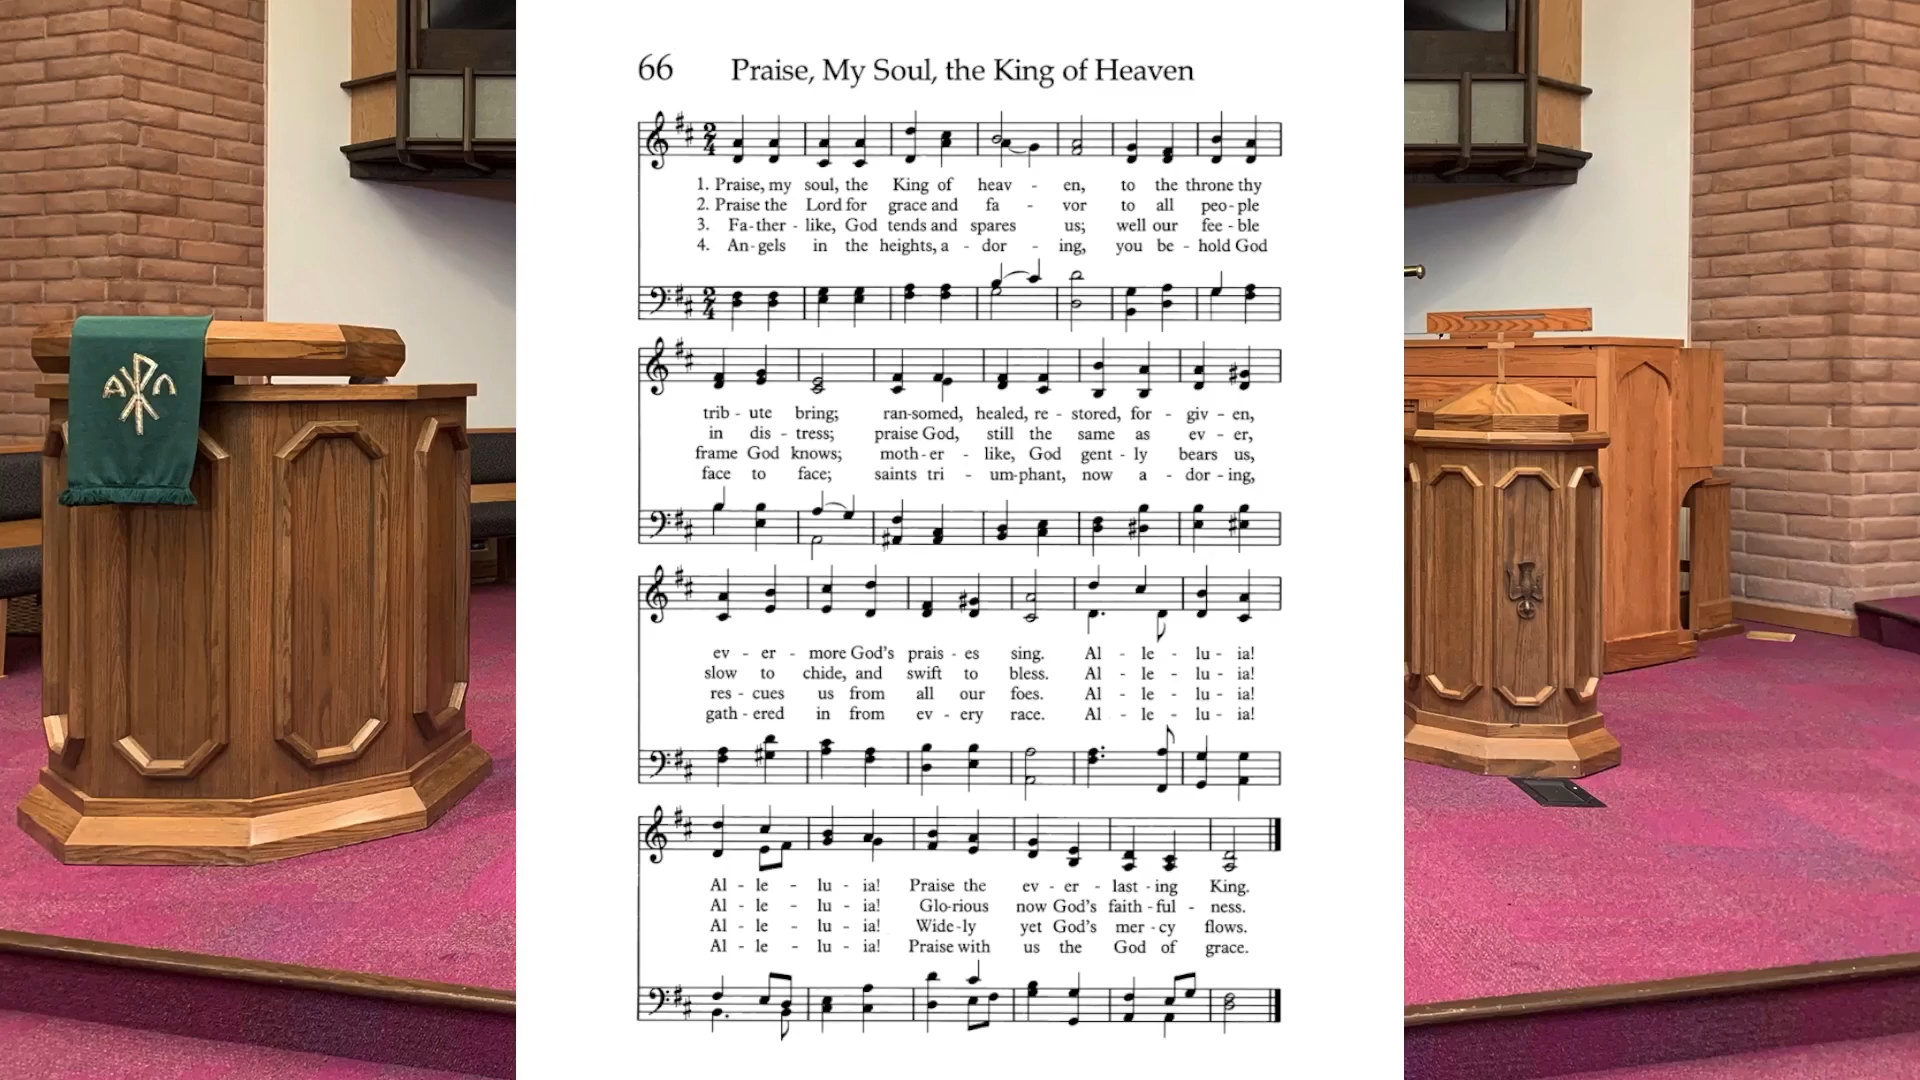 66 Praise, My Soul, the King of Heaven
1. Praise, my soul, the King of heav - en, to the throne thy
2. Praise the Lord for grace and fa - vor to all peo - ple
3. Fa - ther - like, God tends and spares us; well our fee - ble
4. An - gels in the heights, a - dor - ing, you be - hold God
trib - ute bring; ran - somed, healed, re - stored, for - giv - en,
in dis - tress; praise God, still the same as ev - er,
frame God knows; moth - er - like, God gent - ly bears us,
face to face; saints tri - um - phant, now a - dor - ing,
ev - er - more God's prais - es sing. Al - le - lu - ia!
slow to chide, and swift to bless. Al - le - lu - ia!
res - cues us from all our foes. Al - le - lu - ia!
gath - ered in from ev - ery race. Al - le - lu - ia!
Al - le - lu - ia! Praise the ev - er - last - ing King.
Al - le - lu - ia! Glo - rious now God's faith - ful - ness.
Al - le - lu - ia! Wide - ly yet God's mer - cy flows.
Al - le - lu - ia! Praise with us the God of grace.